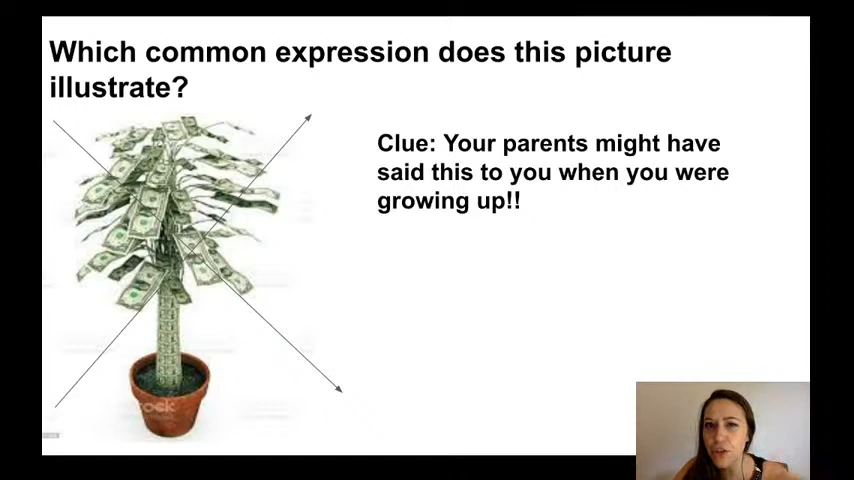 Which common expression does this picture
illustrate?
Clue: Your parents might have
said this to you when you were
growing up!!